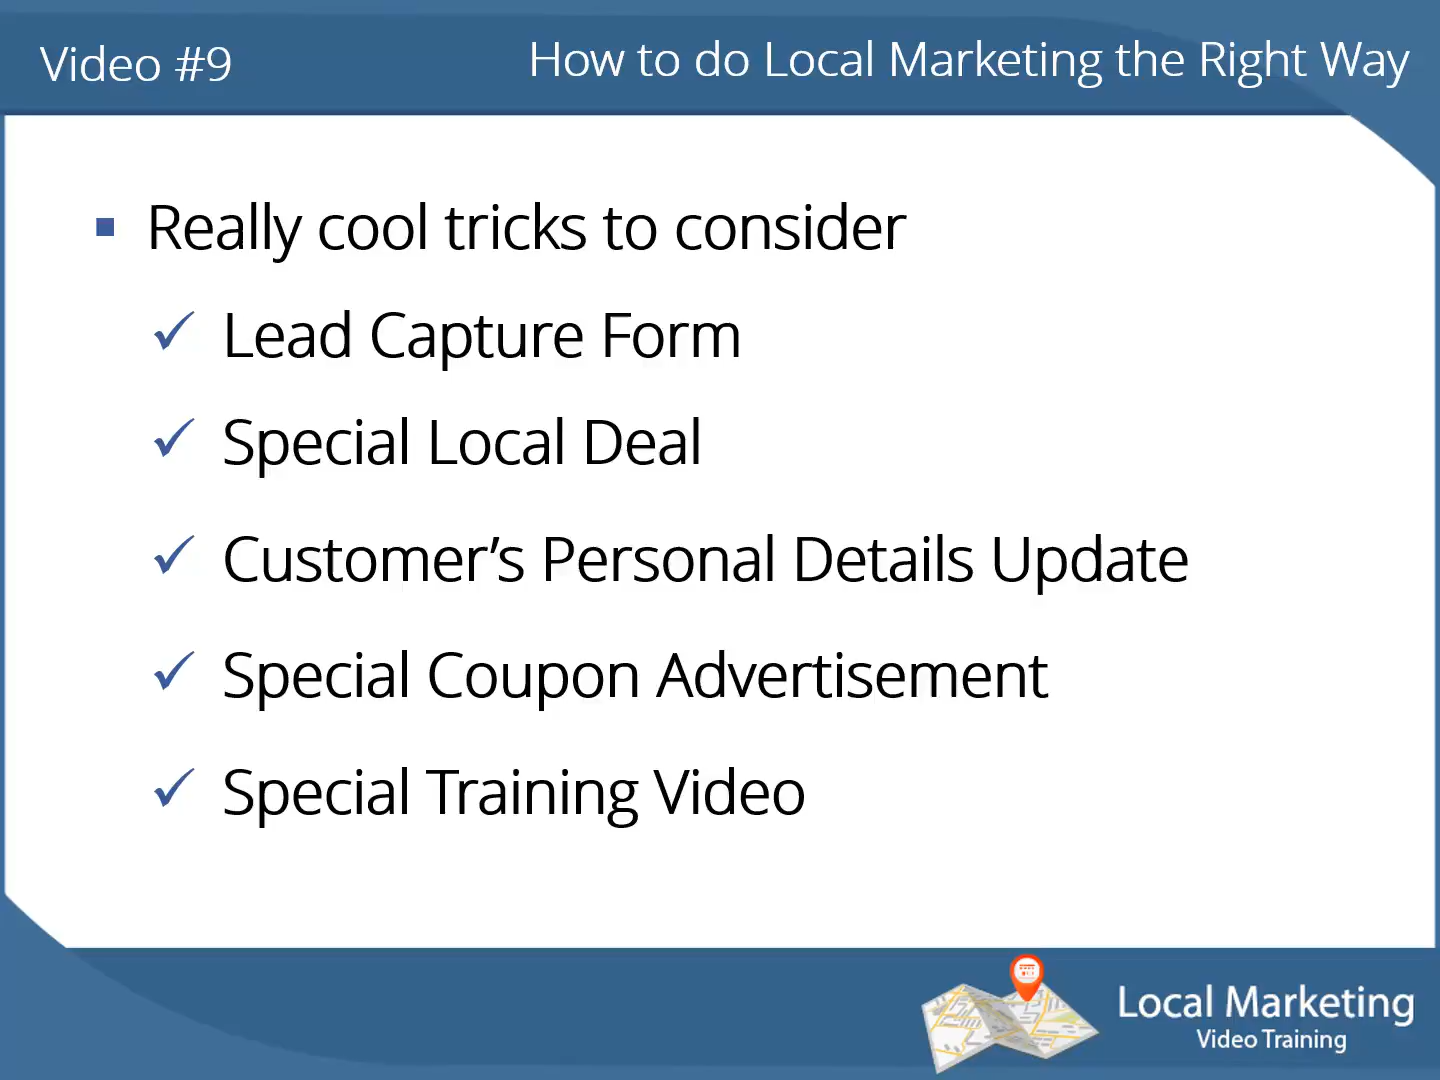 Video #9
How to do Local Marketing the Right Way
Really cool tricks to consider
Lead Capture Form
Special Local Deal
Customer’s Personal Details Update
Special Coupon Advertisement
Special Training Video
Local Marketing
Video Training